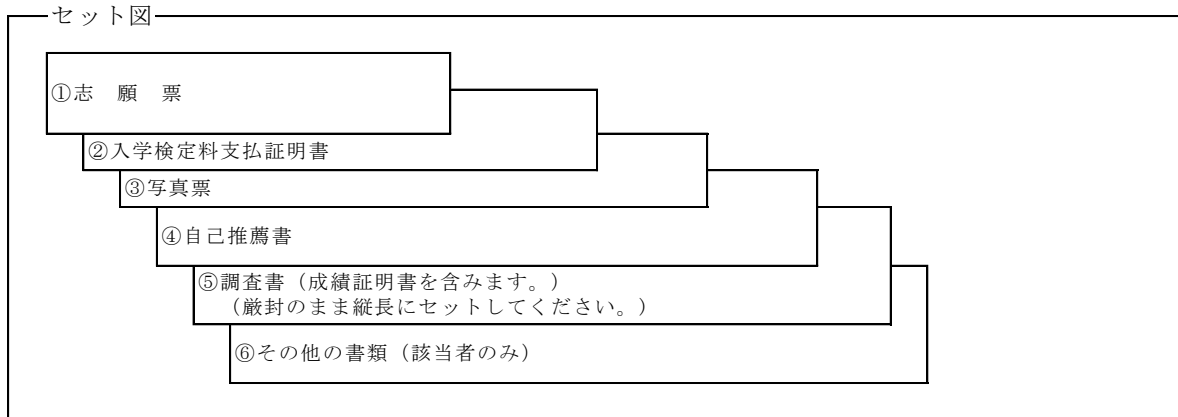 セット図
①志　願　票
②入学検定料支払証明書
③写真票
④自己推薦書
⑤調査書（成績証明書を含みます。）
（厳封のまま縦長にセットしてください。）
⑥その他の書類（該当者のみ）